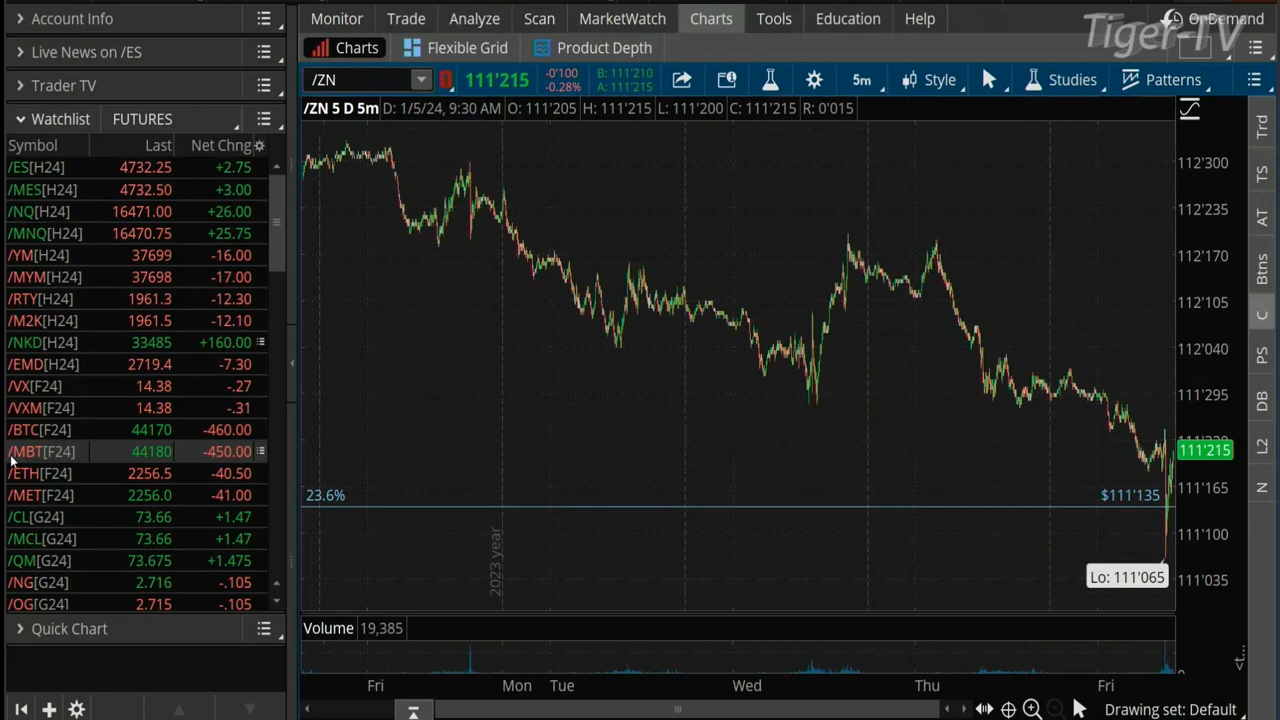 Account Info
Monitor Trade Analyze Scan MarketWatch Charts Tools Education Help OnDemand
Tiger-TV
Live News on /ES
Charts Flexible Grid Product Depth
Trader TV
/ZN 111'215 -0'100 -0.28% B: 111'210 A: 111'215 5m Style Studies Patterns
Watchlist FUTURES
/ZN 5 D 5m D: 1/5/24, 9:30 AM O: 111'205 H: 111'215 L: 111'200 C: 111'215 R: 0'015
Symbol Last Net Chng
/ES[H24] 4732.25 +2.75
/MES[H24] 4732.50 +3.00
/NQ[H24] 16471.00 +26.00
/MNQ[H24] 16470.75 +25.75
/YM[H24] 37699 -16.00
/MYM[H24] 37698 -17.00
/RTY[H24] 1961.3 -12.30
/M2K[H24] 1961.5 -12.10
/NKD[H24] 33485 +160.00
/EMD[H24] 2719.4 -7.30
/VX[F24] 14.38 -.27
/VXM[F24] 14.38 -.31
/BTC[F24] 44170 -460.00
/MBT[F24] 44180 -450.00
/ETH[F24] 2256.5 -40.50
/MET[F24] 2256.0 -41.00
/CL[G24] 73.66 +1.47
/MCL[G24] 73.66 +1.47
/QM[G24] 73.675 +1.475
/NG[G24] 2.716 -.105
/QG[G24] 2.715 -.105
Quick Chart
112'300
112'235
112'170
112'105
112'040
111'295
111'215
111'165
111'100
111'035
23.6% $111'135
2023 year
Lo: 111'065
Volume 19,385
Fri Mon Tue Wed Thu Fri
Drawing set: Default
Trd
TS
AT
Btns
C
PS
DB
L2
N